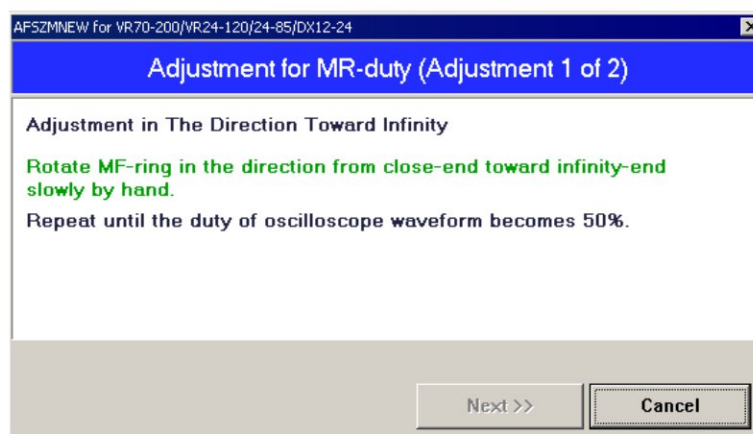 AFSZMNEW for VR70-200/VR24-120/24-85/DX12-24
Adjustment for MR-duty (Adjustment 1 of 2)
Adjustment in The Direction Toward Infinity
Rotate MF-ring in the direction from close-end toward infinity-end
slowly by hand.
Repeat until the duty of oscilloscope waveform becomes 50%.
Next >>
Cancel